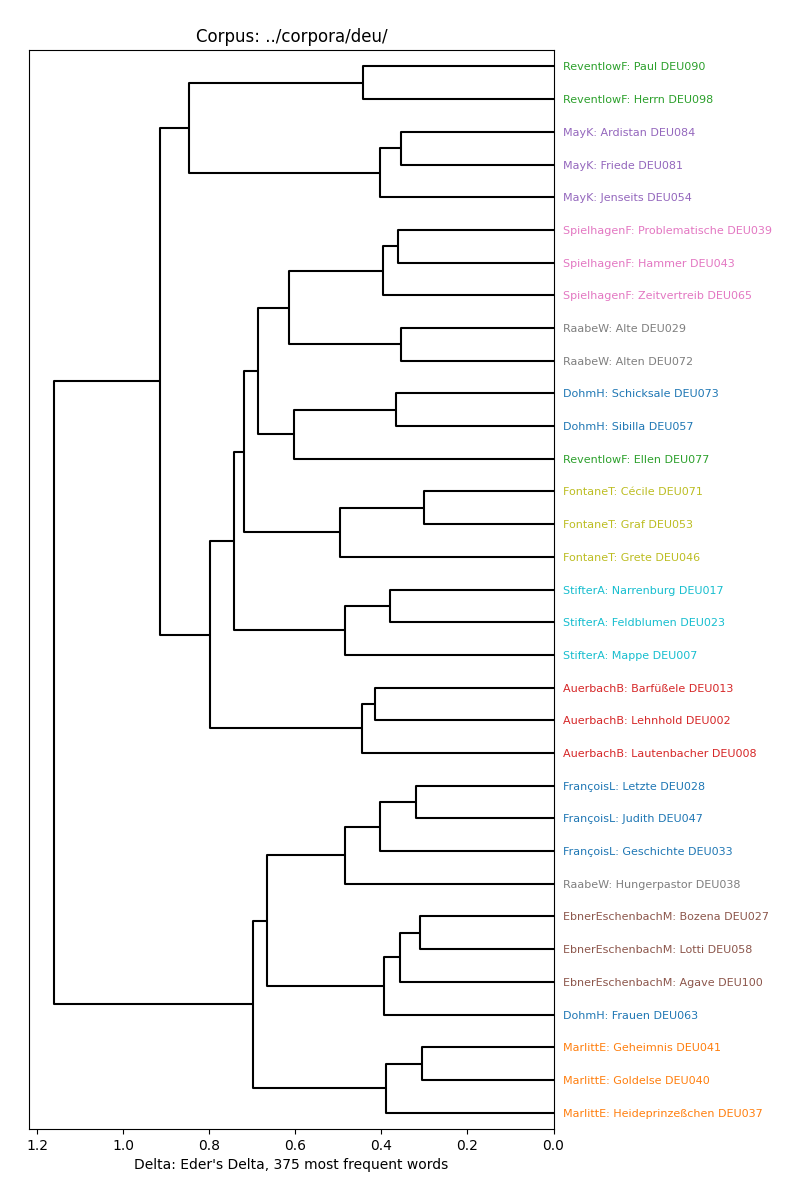 Corpus: ../corpora/deu/
ReventlowF: Paul DEU090
ReventlowF: Herrn DEU098
MayK: Ardistan DEU084
MayK: Friede DEU081
MayK: Jenseits DEU054
SpielhagenF: Problematische DEU039
SpielhagenF: Hammer DEU043
SpielhagenF: Zeitvertreib DEU065
RaabeW: Alte DEU029
RaabeW: Alten DEU072
DohmH: Schicksale DEU073
DohmH: Sibilla DEU057
ReventlowF: Ellen DEU077
FontaneT: Cécile DEU071
FontaneT: Graf DEU053
FontaneT: Grete DEU046
StifterA: Narrenburg DEU017
StifterA: Feldblumen DEU023
StifterA: Mappe DEU007
AuerbachB: Barfüßele DEU013
AuerbachB: Lehnhold DEU002
AuerbachB: Lautenbacher DEU008
FrançoisL: Letzte DEU028
FrançoisL: Judith DEU047
FrançoisL: Geschichte DEU033
RaabeW: Hungerpastor DEU038
EbnerEschenbachM: Bozena DEU027
EbnerEschenbachM: Lotti DEU058
EbnerEschenbachM: Agave DEU100
DohmH: Frauen DEU063
MarlittE: Geheimnis DEU041
MarlittE: Goldelse DEU040
MarlittE: Heideprinzeßchen DEU037
1.2 1.0 0.8 0.6 0.4 0.2 0.0
Delta: Eder's Delta, 375 most frequent words